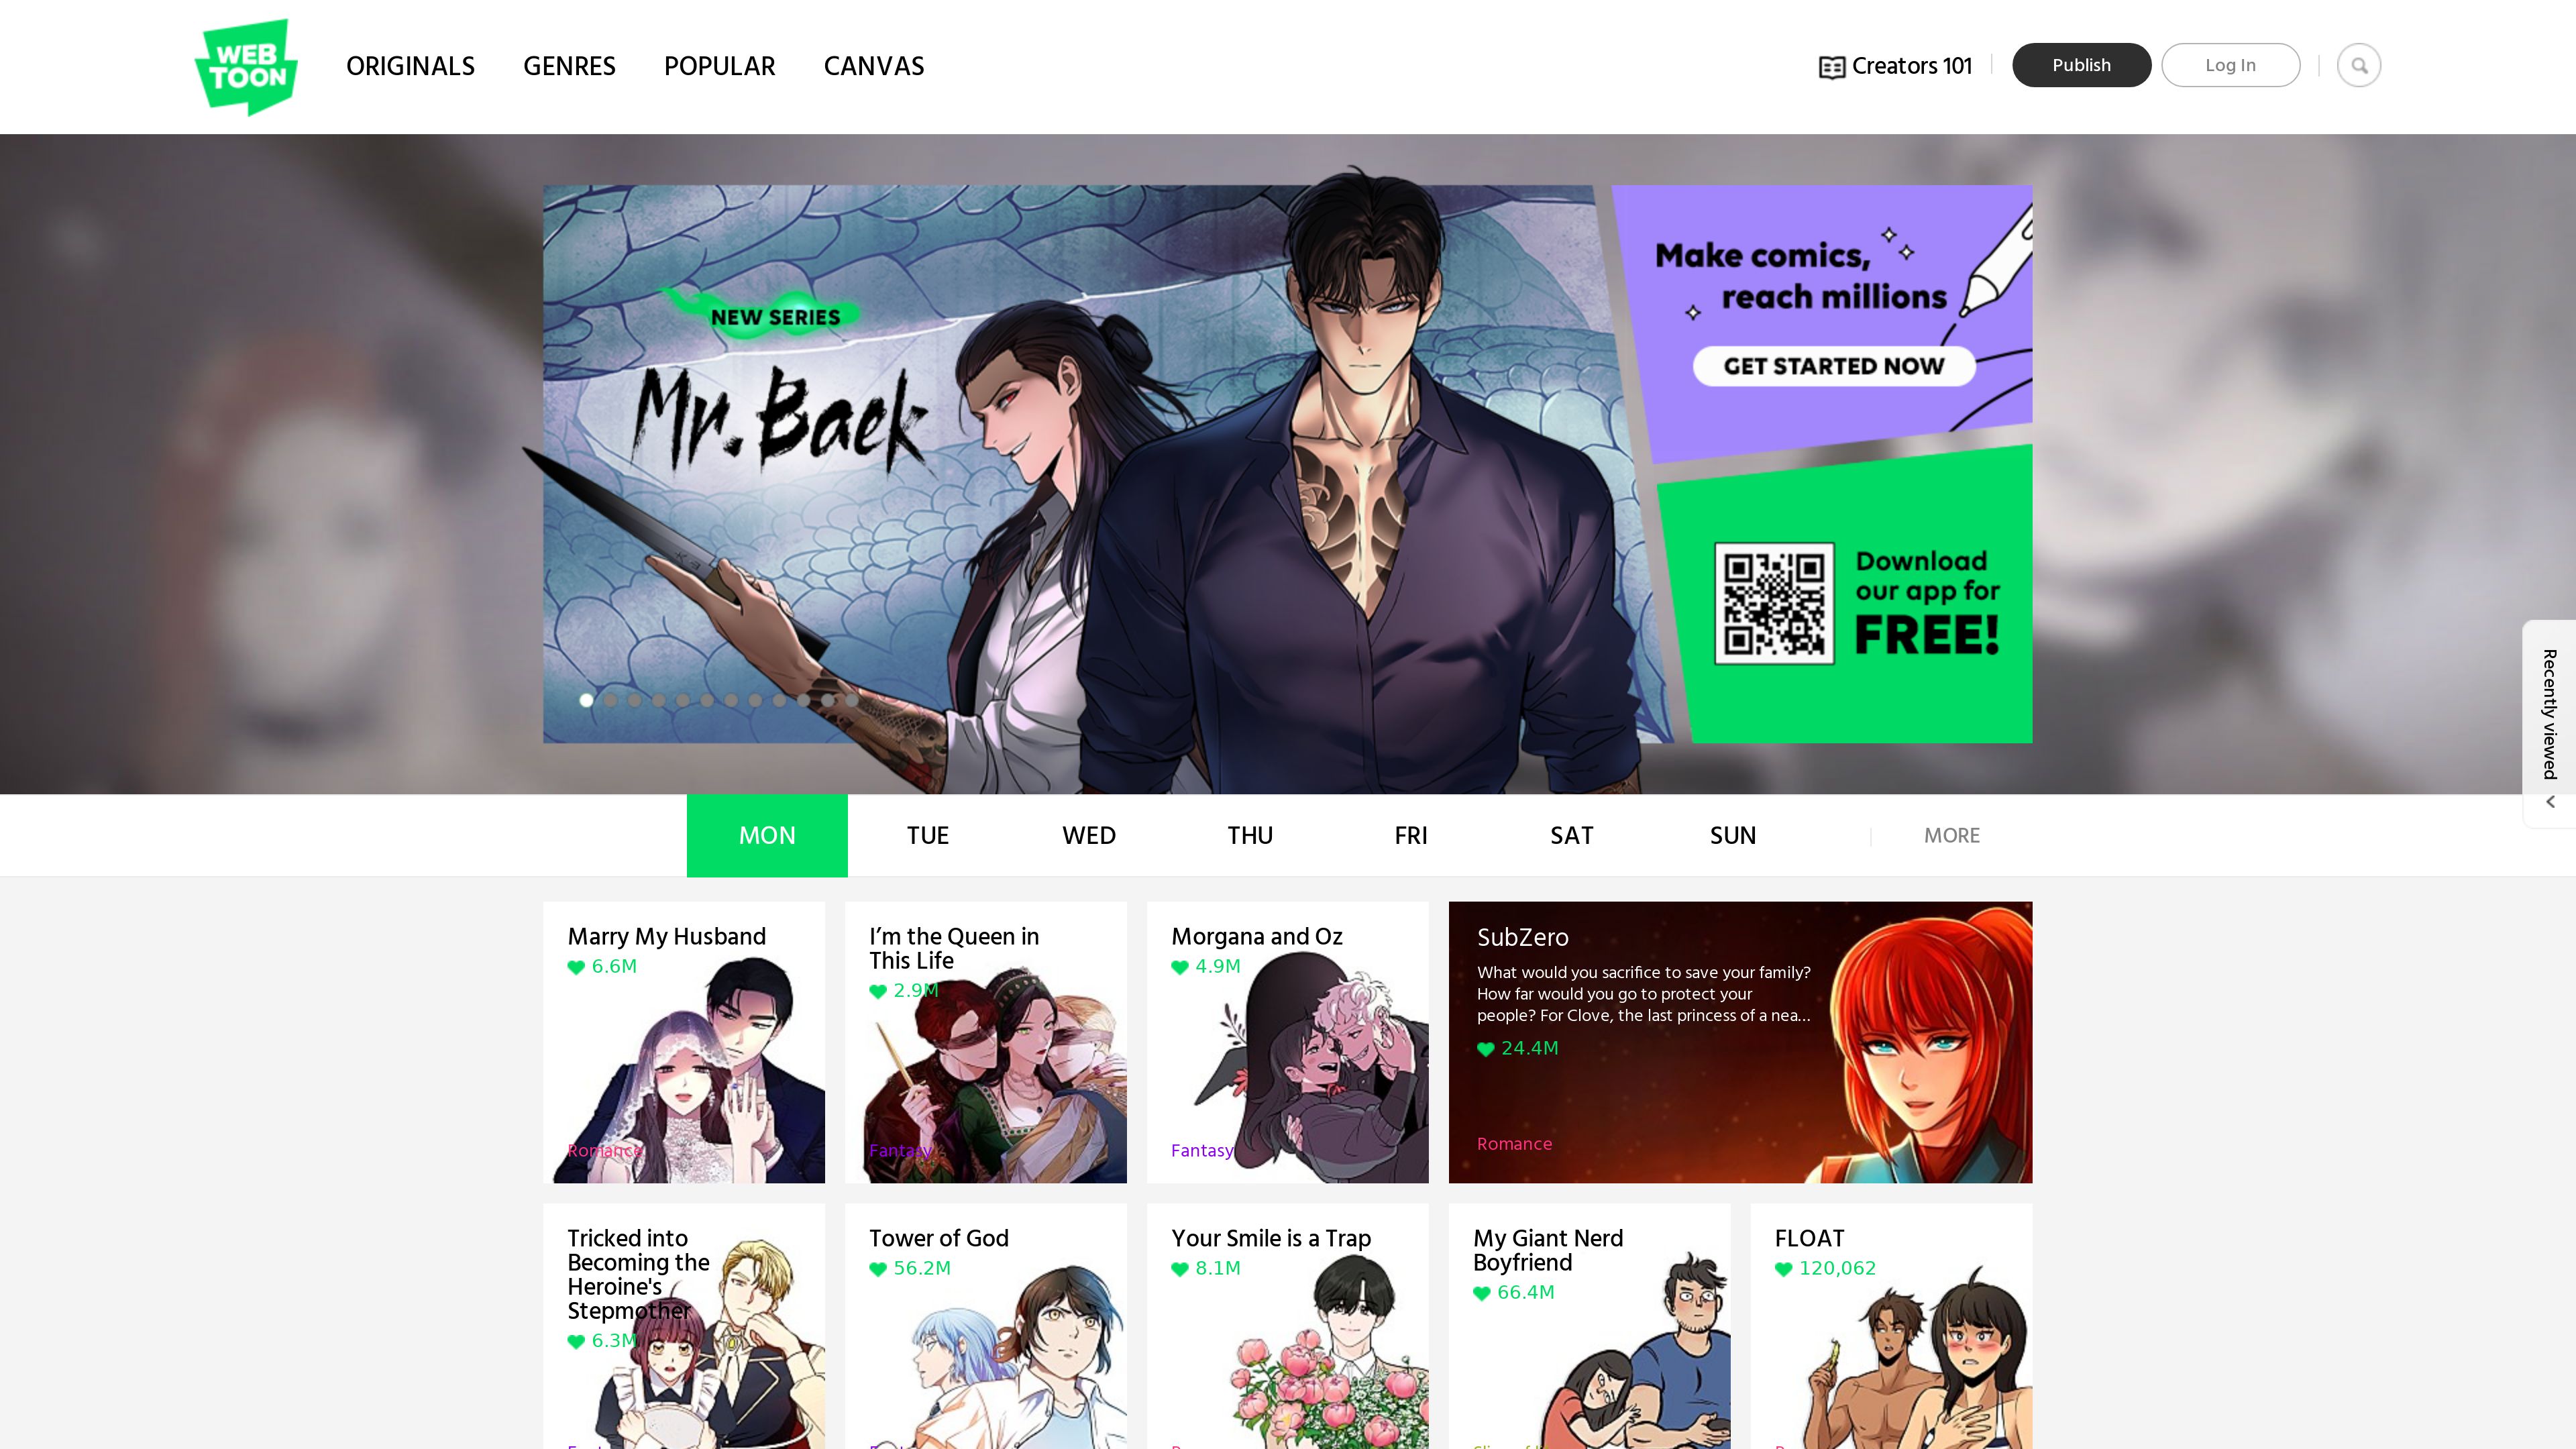 WEB
TOON
ORIGINALS
GENRES
POPULAR
CANVAS
Creators 101
Publish
Log In
NEW SERIES
Mr. Baek
Make comics,
reach millions
GET STARTED NOW
Download
our app for
FREE!
Recently viewed
MON
TUE
WED
THU
FRI
SAT
SUN
MORE
Marry My Husband
6.6M
Romance
I’m the Queen in
This Life
2.9M
Fantasy
Morgana and Oz
4.9M
Fantasy
SubZero
What would you sacrifice to save your family?
How far would you go to protect your
people? For Clove, the last princess of a nea...
24.4M
Romance
Tricked into
Becoming the
Heroine's
Stepmother
6.3M
Tower of God
56.2M
Your Smile is a Trap
8.1M
My Giant Nerd
Boyfriend
66.4M
FLOAT
120,062